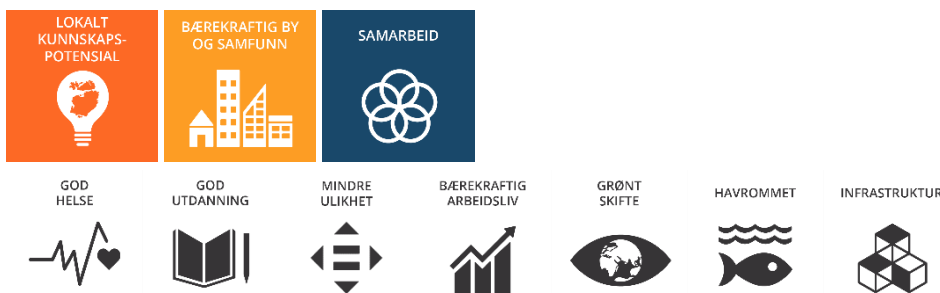 LOKALT
KUNNSKAPS-
POTENSIAL
BÆREKRAFTIG BY
OG SAMFUNN
SAMARBEID
GOD
HELSE
GOD
UTDANNING
MINDRE
ULIKHET
BÆREKRAFTIG
ARBEIDSLIV
GRØNT
SKIFTE
HAVROMMET
INFRASTRUKTUR